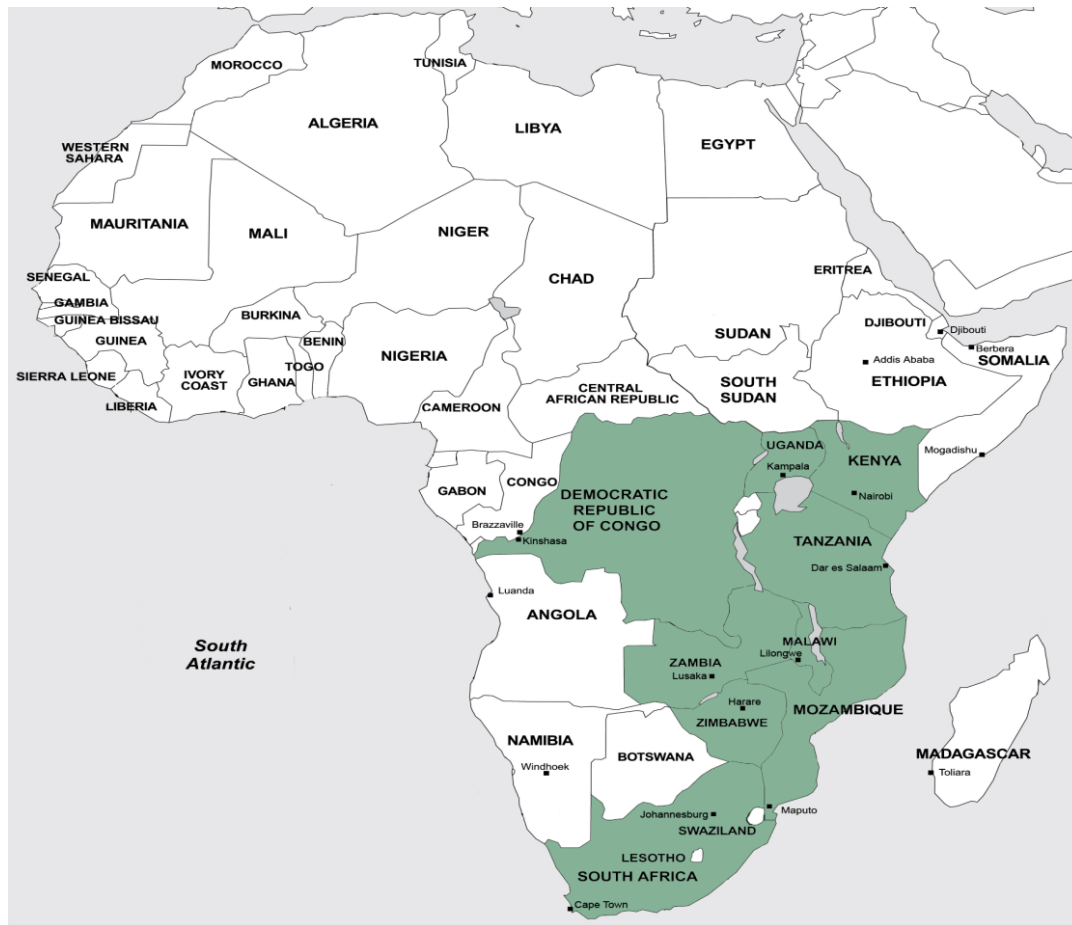 MOROCCO
TUNISIA
ALGERIA
LIBYA
EGYPT
WESTERN
SAHARA
MAURITANIA
MALI
NIGER
CHAD
SUDAN
ERITREA
SENEGAL
GAMBIA
GUINEA BISSAU
GUINEA
SIERRA LEONE
LIBERIA
IVORY
COAST
BURKINA
GHANA
TOGO
BENIN
NIGERIA
CAMEROON
CENTRAL
AFRICAN REPUBLIC
SOUTH
SUDAN
DJIBOUTI
Djibouti
Berbera
SOMALIA
Addis Ababa
ETHIOPIA
Mogadishu
UGANDA
Kampala
KENYA
Nairobi
GABON
CONGO
Brazzaville
Kinshasa
DEMOCRATIC
REPUBLIC
OF CONGO
TANZANIA
Dar es Salaam
Luanda
ANGOLA
South
Atlantic
ZAMBIA
Lusaka
MALAWI
Lilongwe
Harare
ZIMBABWE
MOZAMBIQUE
NAMIBIA
Windhoek
BOTSWANA
MADAGASCAR
Toliara
Johannesburg
Maputo
SWAZILAND
LESOTHO
SOUTH AFRICA
Cape Town